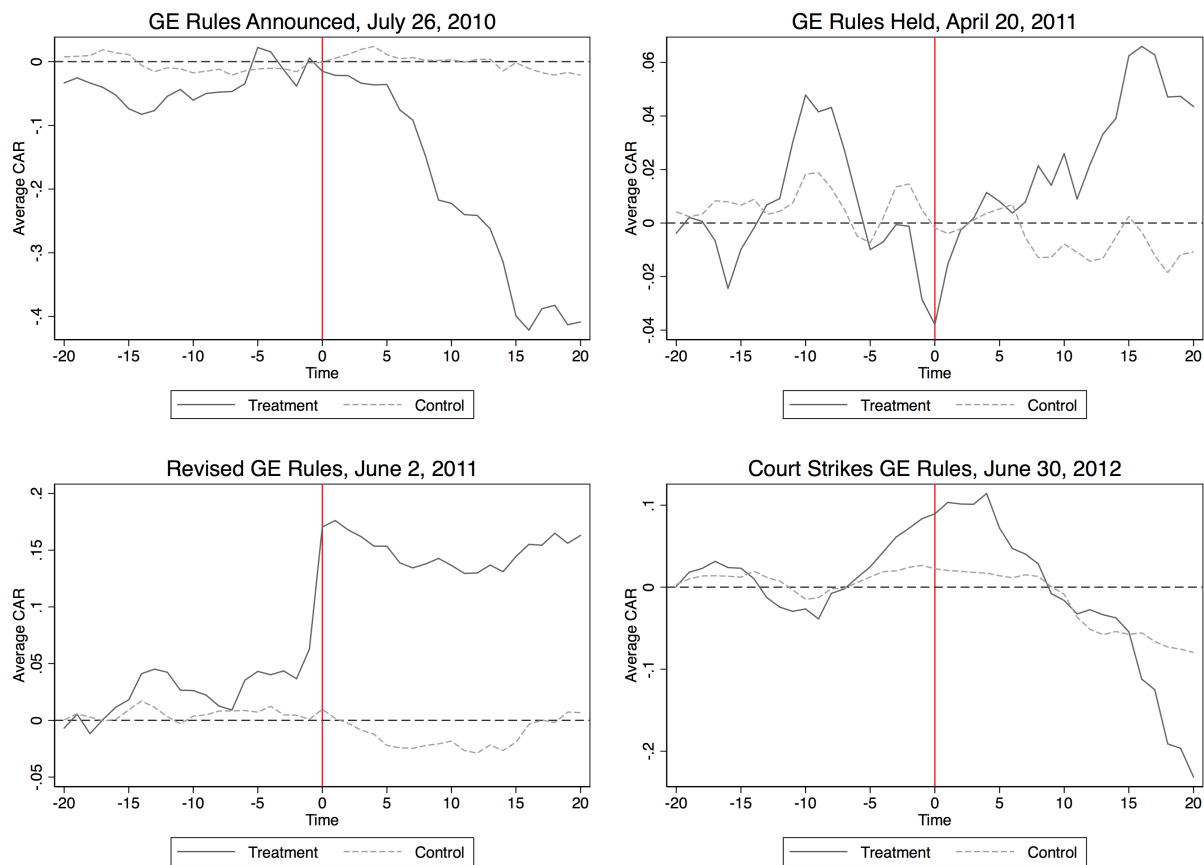 GE Rules Announced, July 26, 2010
Average CAR
0
-.1
-.2
-.3
-.4
-20 -15 -10 -5 0 5 10 15 20
Time
Treatment Control
GE Rules Held, April 20, 2011
Average CAR
.06
.04
.02
0
-.02
-.04
-20 -15 -10 -5 0 5 10 15 20
Time
Treatment Control
Revised GE Rules, June 2, 2011
Average CAR
.2
.15
.1
.05
0
-.05
-20 -15 -10 -5 0 5 10 15 20
Time
Treatment Control
Court Strikes GE Rules, June 30, 2012
Average CAR
.1
0
-.1
-.2
-20 -15 -10 -5 0 5 10 15 20
Time
Treatment Control